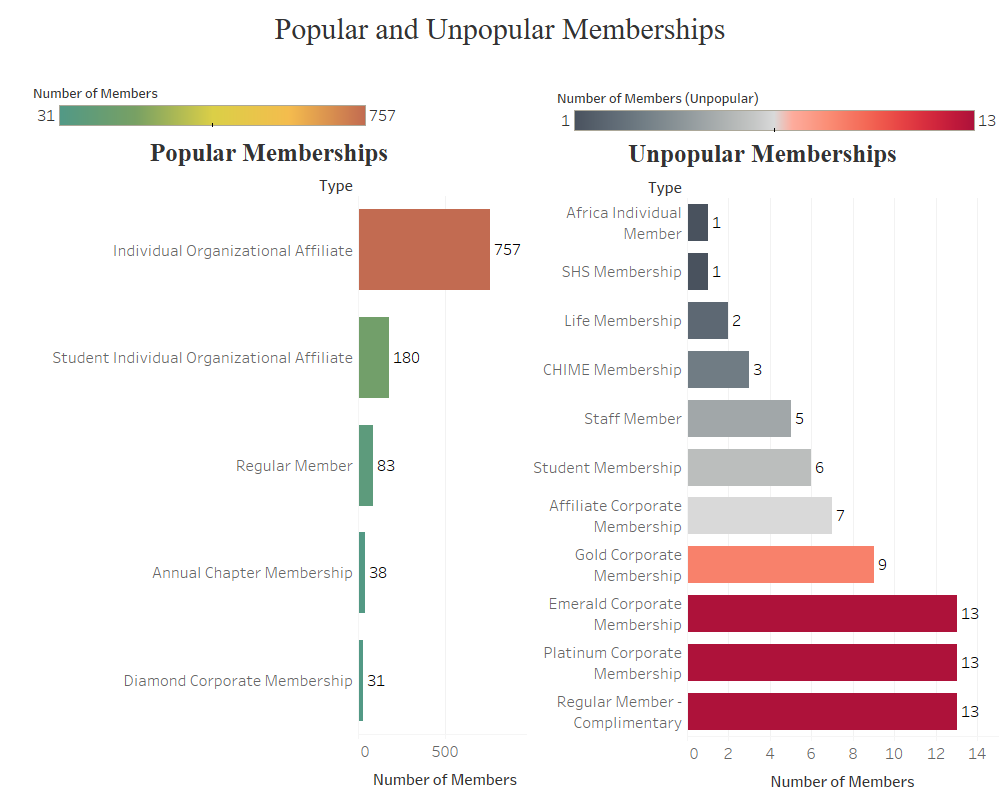 Popular and Unpopular Memberships
Number of Members
31
757
Popular Memberships
Type
Individual Organizational Affiliate
757
Student Individual Organizational Affiliate
180
Regular Member
83
Annual Chapter Membership
38
Diamond Corporate Membership
31
0
500
Number of Members
Number of Members (Unpopular)
1
13
Unpopular Memberships
Type
Africa Individual
Member
1
SHS Membership
1
Life Membership
2
CHIME Membership
3
Staff Member
5
Student Membership
6
Affiliate Corporate
Membership
7
Gold Corporate
Membership
9
Emerald Corporate
Membership
13
Platinum Corporate
Membership
13
Regular Member -
Complimentary
13
0 2 4 6 8 10 12 14
Number of Members